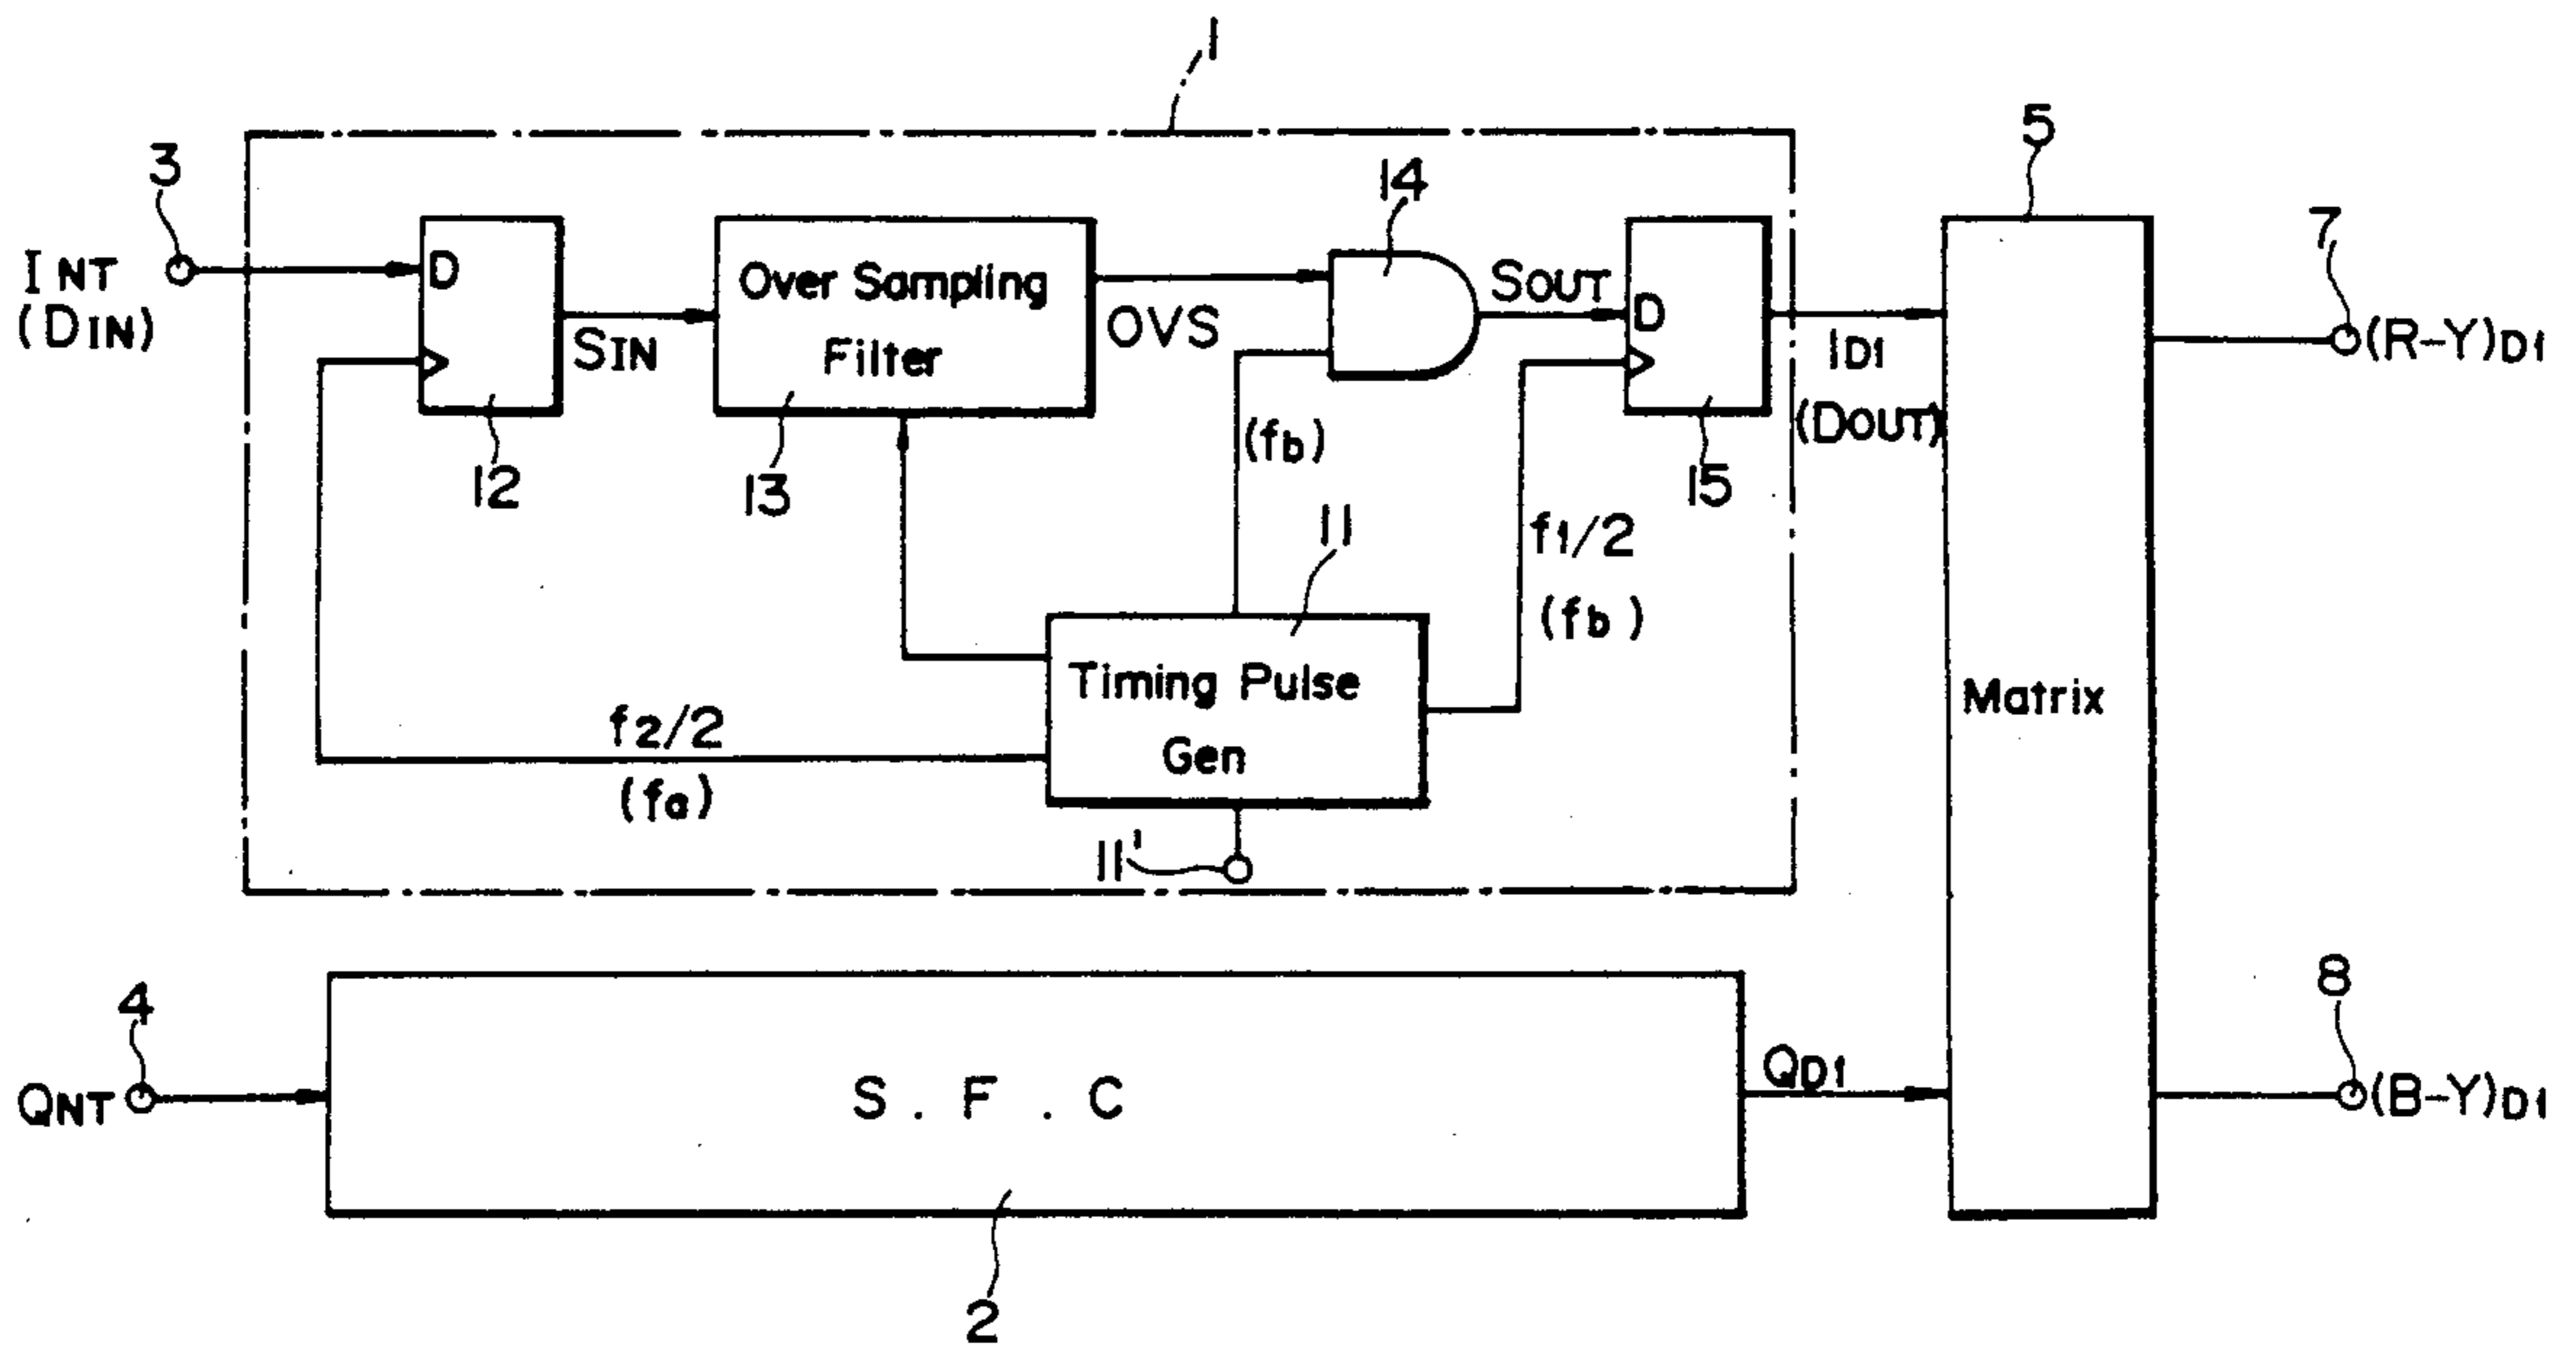 1
5
3
14
7
INT
(DIN)
D
Over Sampling
Filter
SIN
OVS
SOUT
D
ID1
(DOUT)
(R-Y)D1
12
13
(fb)
15
11
f1/2
(fb)
Timing Pulse
Gen
Matrix
f2/2
(fa)
11'
4
8
QNT
S . F . C
QD1
(B-Y)D1
2